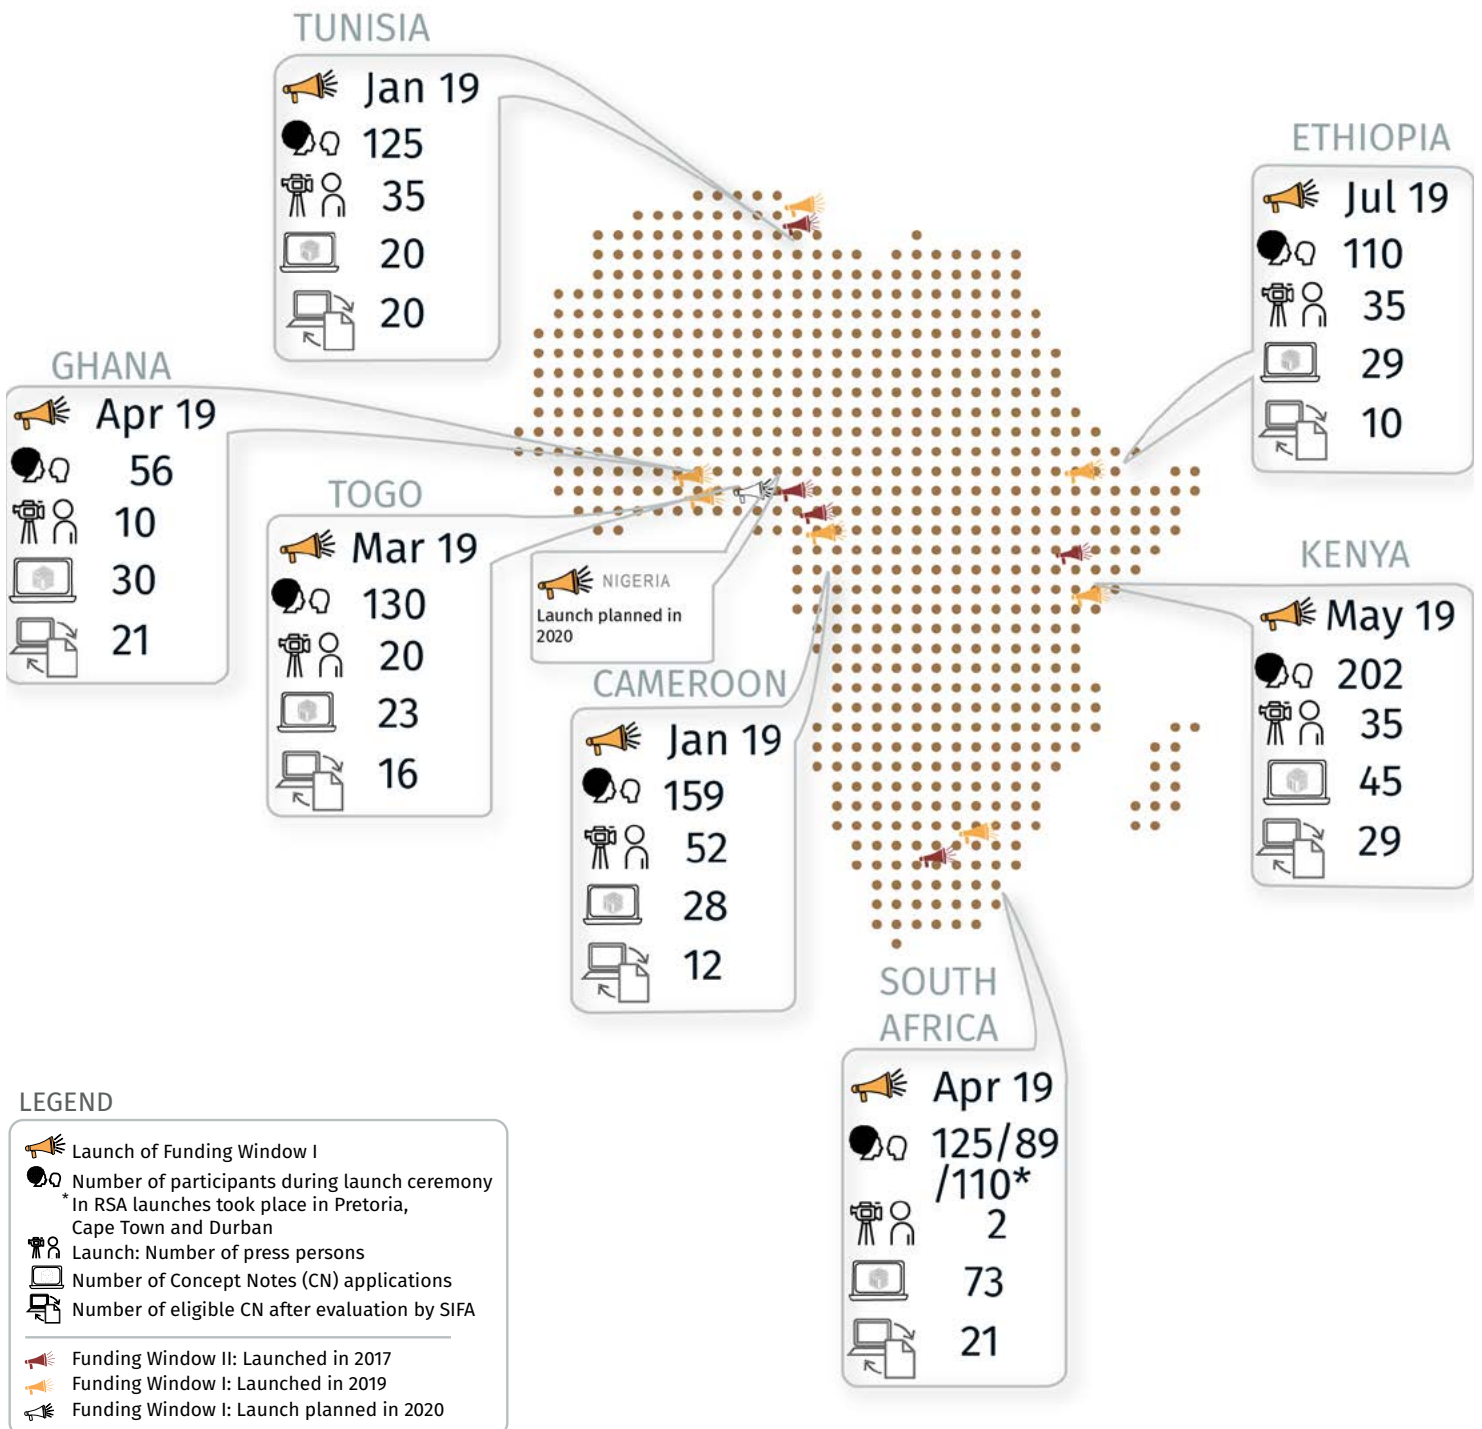 TUNISIA
Jan 19
125
35
20
20
ETHIOPIA
Jul 19
110
35
29
10
GHANA
Apr 19
56
10
30
21
TOGO
Mar 19
130
20
23
16
NIGERIA
Launch planned in
2020
KENYA
May 19
202
35
45
29
CAMEROON
Jan 19
159
52
28
12
SOUTH
AFRICA
Apr 19
125/89
/110*
2
73
21
LEGEND
Launch of Funding Window I
Number of participants during launch ceremony
* In RSA launches took place in Pretoria,
Cape Town and Durban
Launch: Number of press persons
Number of Concept Notes (CN) applications
Number of eligible CN after evaluation by SIFA
Funding Window II: Launched in 2017
Funding Window I: Launched in 2019
Funding Window I: Launch planned in 2020